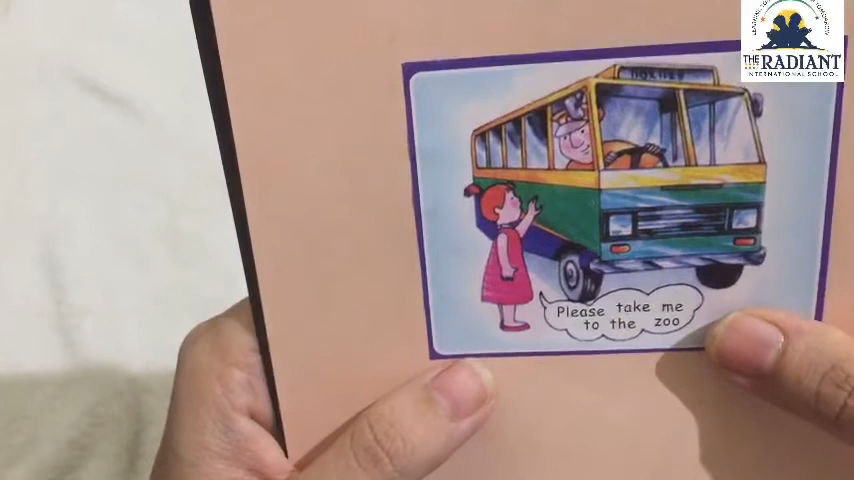 THE RADIANT
INTERNATIONAL SCHOOL
Please take me
to the zoo